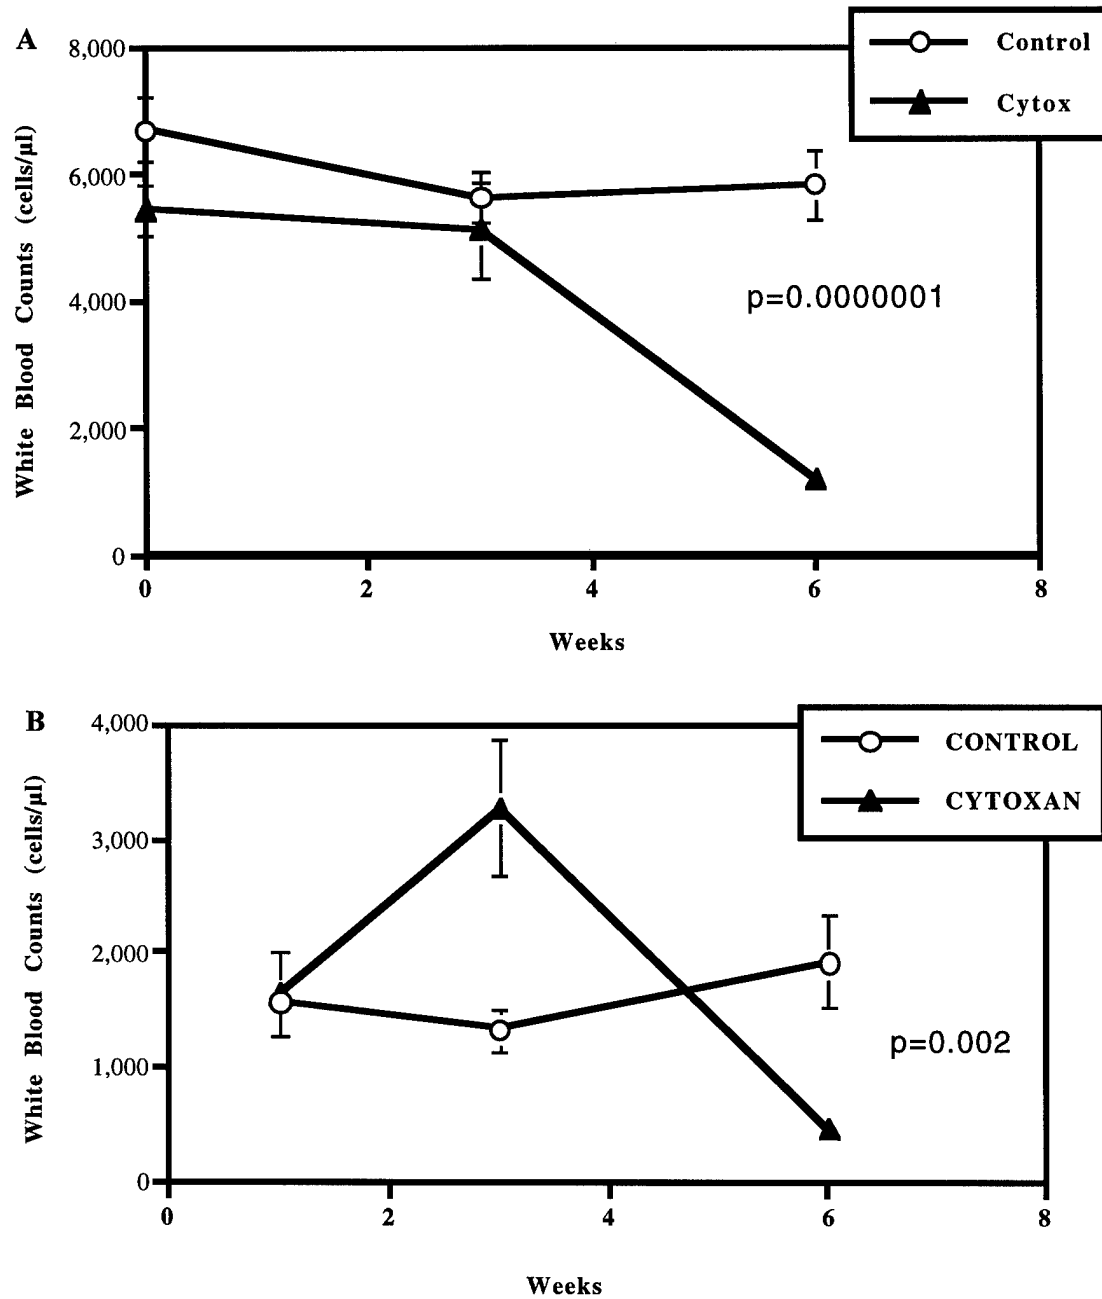 A
8,000
6,000
4,000
2,000
0
White Blood Counts (cells/µl)
Control
Cytox
p=0.0000001
0 2 4 6 8
Weeks
B
4,000
3,000
2,000
1,000
0
White Blood Counts (cells/µl)
CONTROL
CYTOXAN
p=0.002
0 2 4 6 8
Weeks